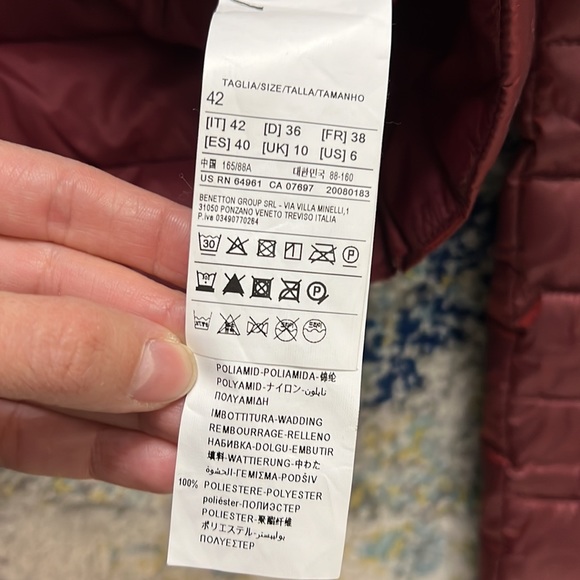 TAGLIA/SIZE/TALLA/TAMANHO
42
[IT] 42 [D] 36 [FR] 38
[ES] 40 [UK] 10 [US] 6
中国 165/88A 대한민국 88-160
US RN 64961 CA 07697 20080183
BENETTON GROUP SRL - VIA VILLA MINELLI,1
31050 PONZANO VENETO TREVISO ITALIA
P.iva 03490770264
30 P
P
POLIAMID-POLIAMIDA-锦纶
POLYAMID-ナイロン-نايلون
ΠΟΛΥΑΜΙΔΗ
IMBOTTITURA-WADDING
REMBOURRAGE-RELLENO
НАБИВКА-DOLGU-EMBUTIR
填料-WATTIERUNG-中わた
الحشوة-ΓΕΜΙΣΜΑ-PODŠIV
100% POLIESTERE-POLYESTER
poliéster-ПОЛИЭСТЕР
POLIESTER-聚酯纤维
ポリエステル-بوليستر
ΠΟΛΥΕΣΤΕΡ